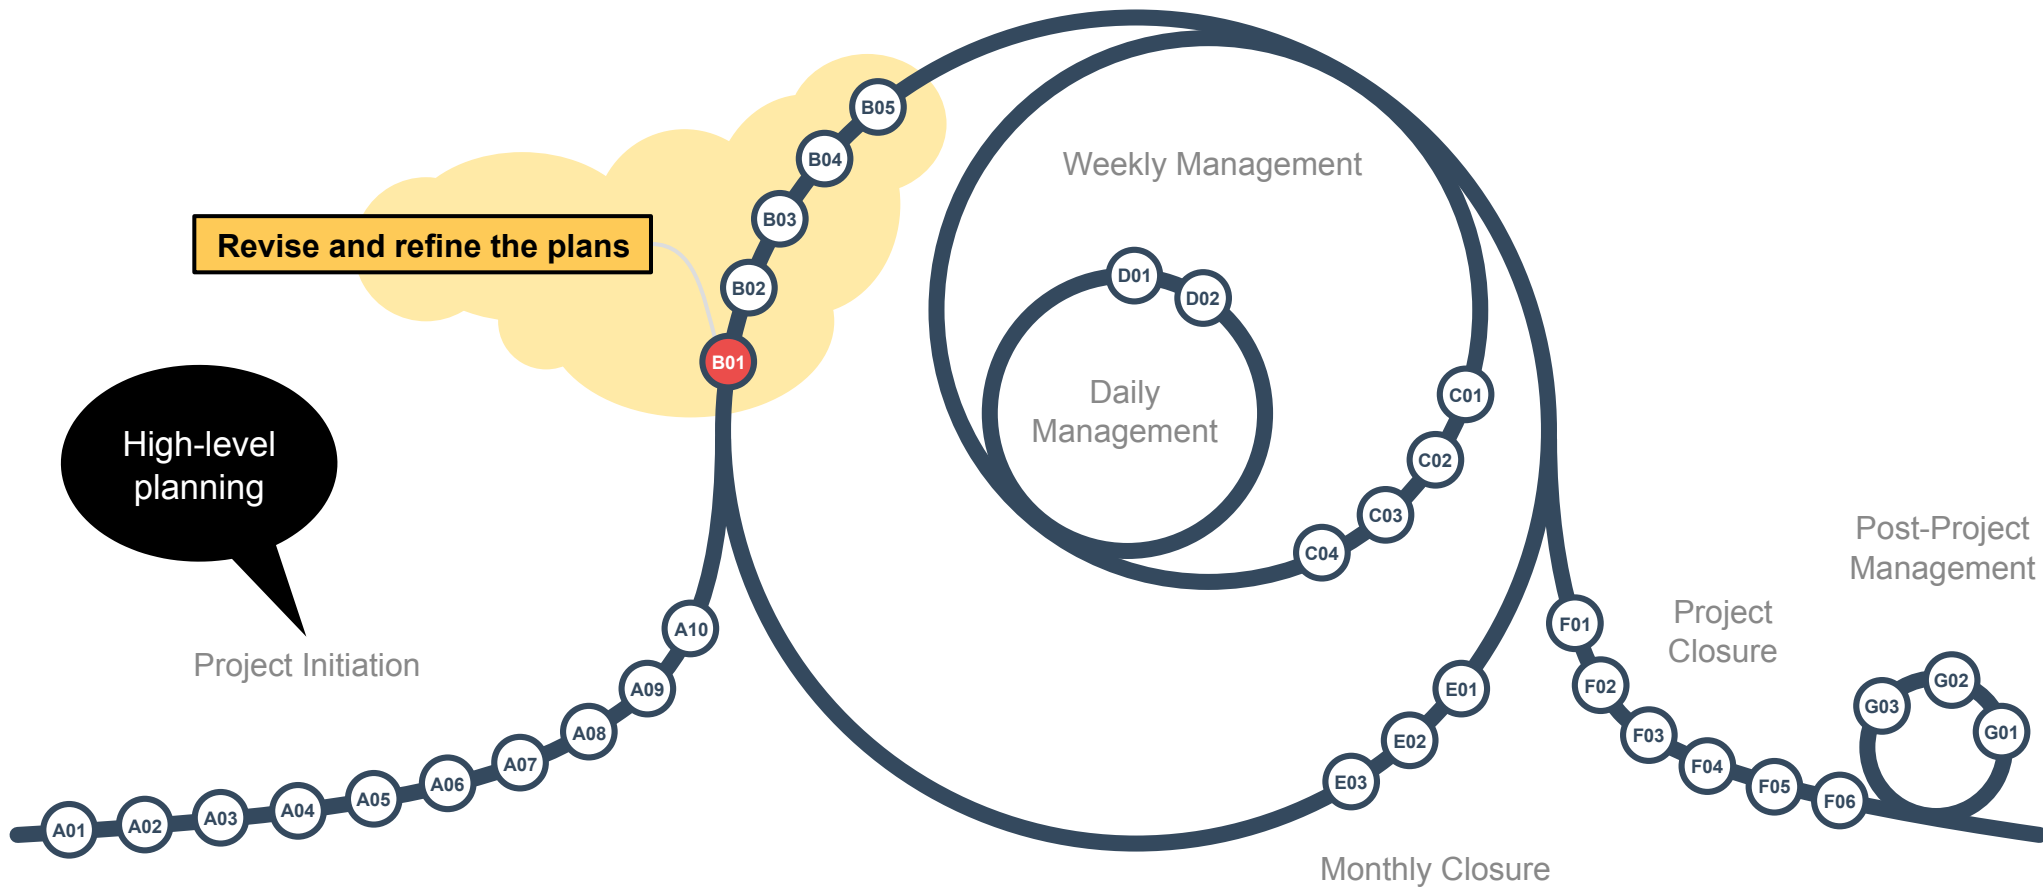 B05
B04
Weekly Management
B03
Revise and refine the plans
B02
D01
D02
B01
Daily
Management
C01
High-level
planning
C02
C03
C04
Post-Project
Management
Project
Closure
Project Initiation
A10
A09
A08
A07
A06
A05
A04
A03
A02
A01
E01
E02
E03
F01
F02
F03
F04
F05
F06
G03
G02
G01
Monthly Closure